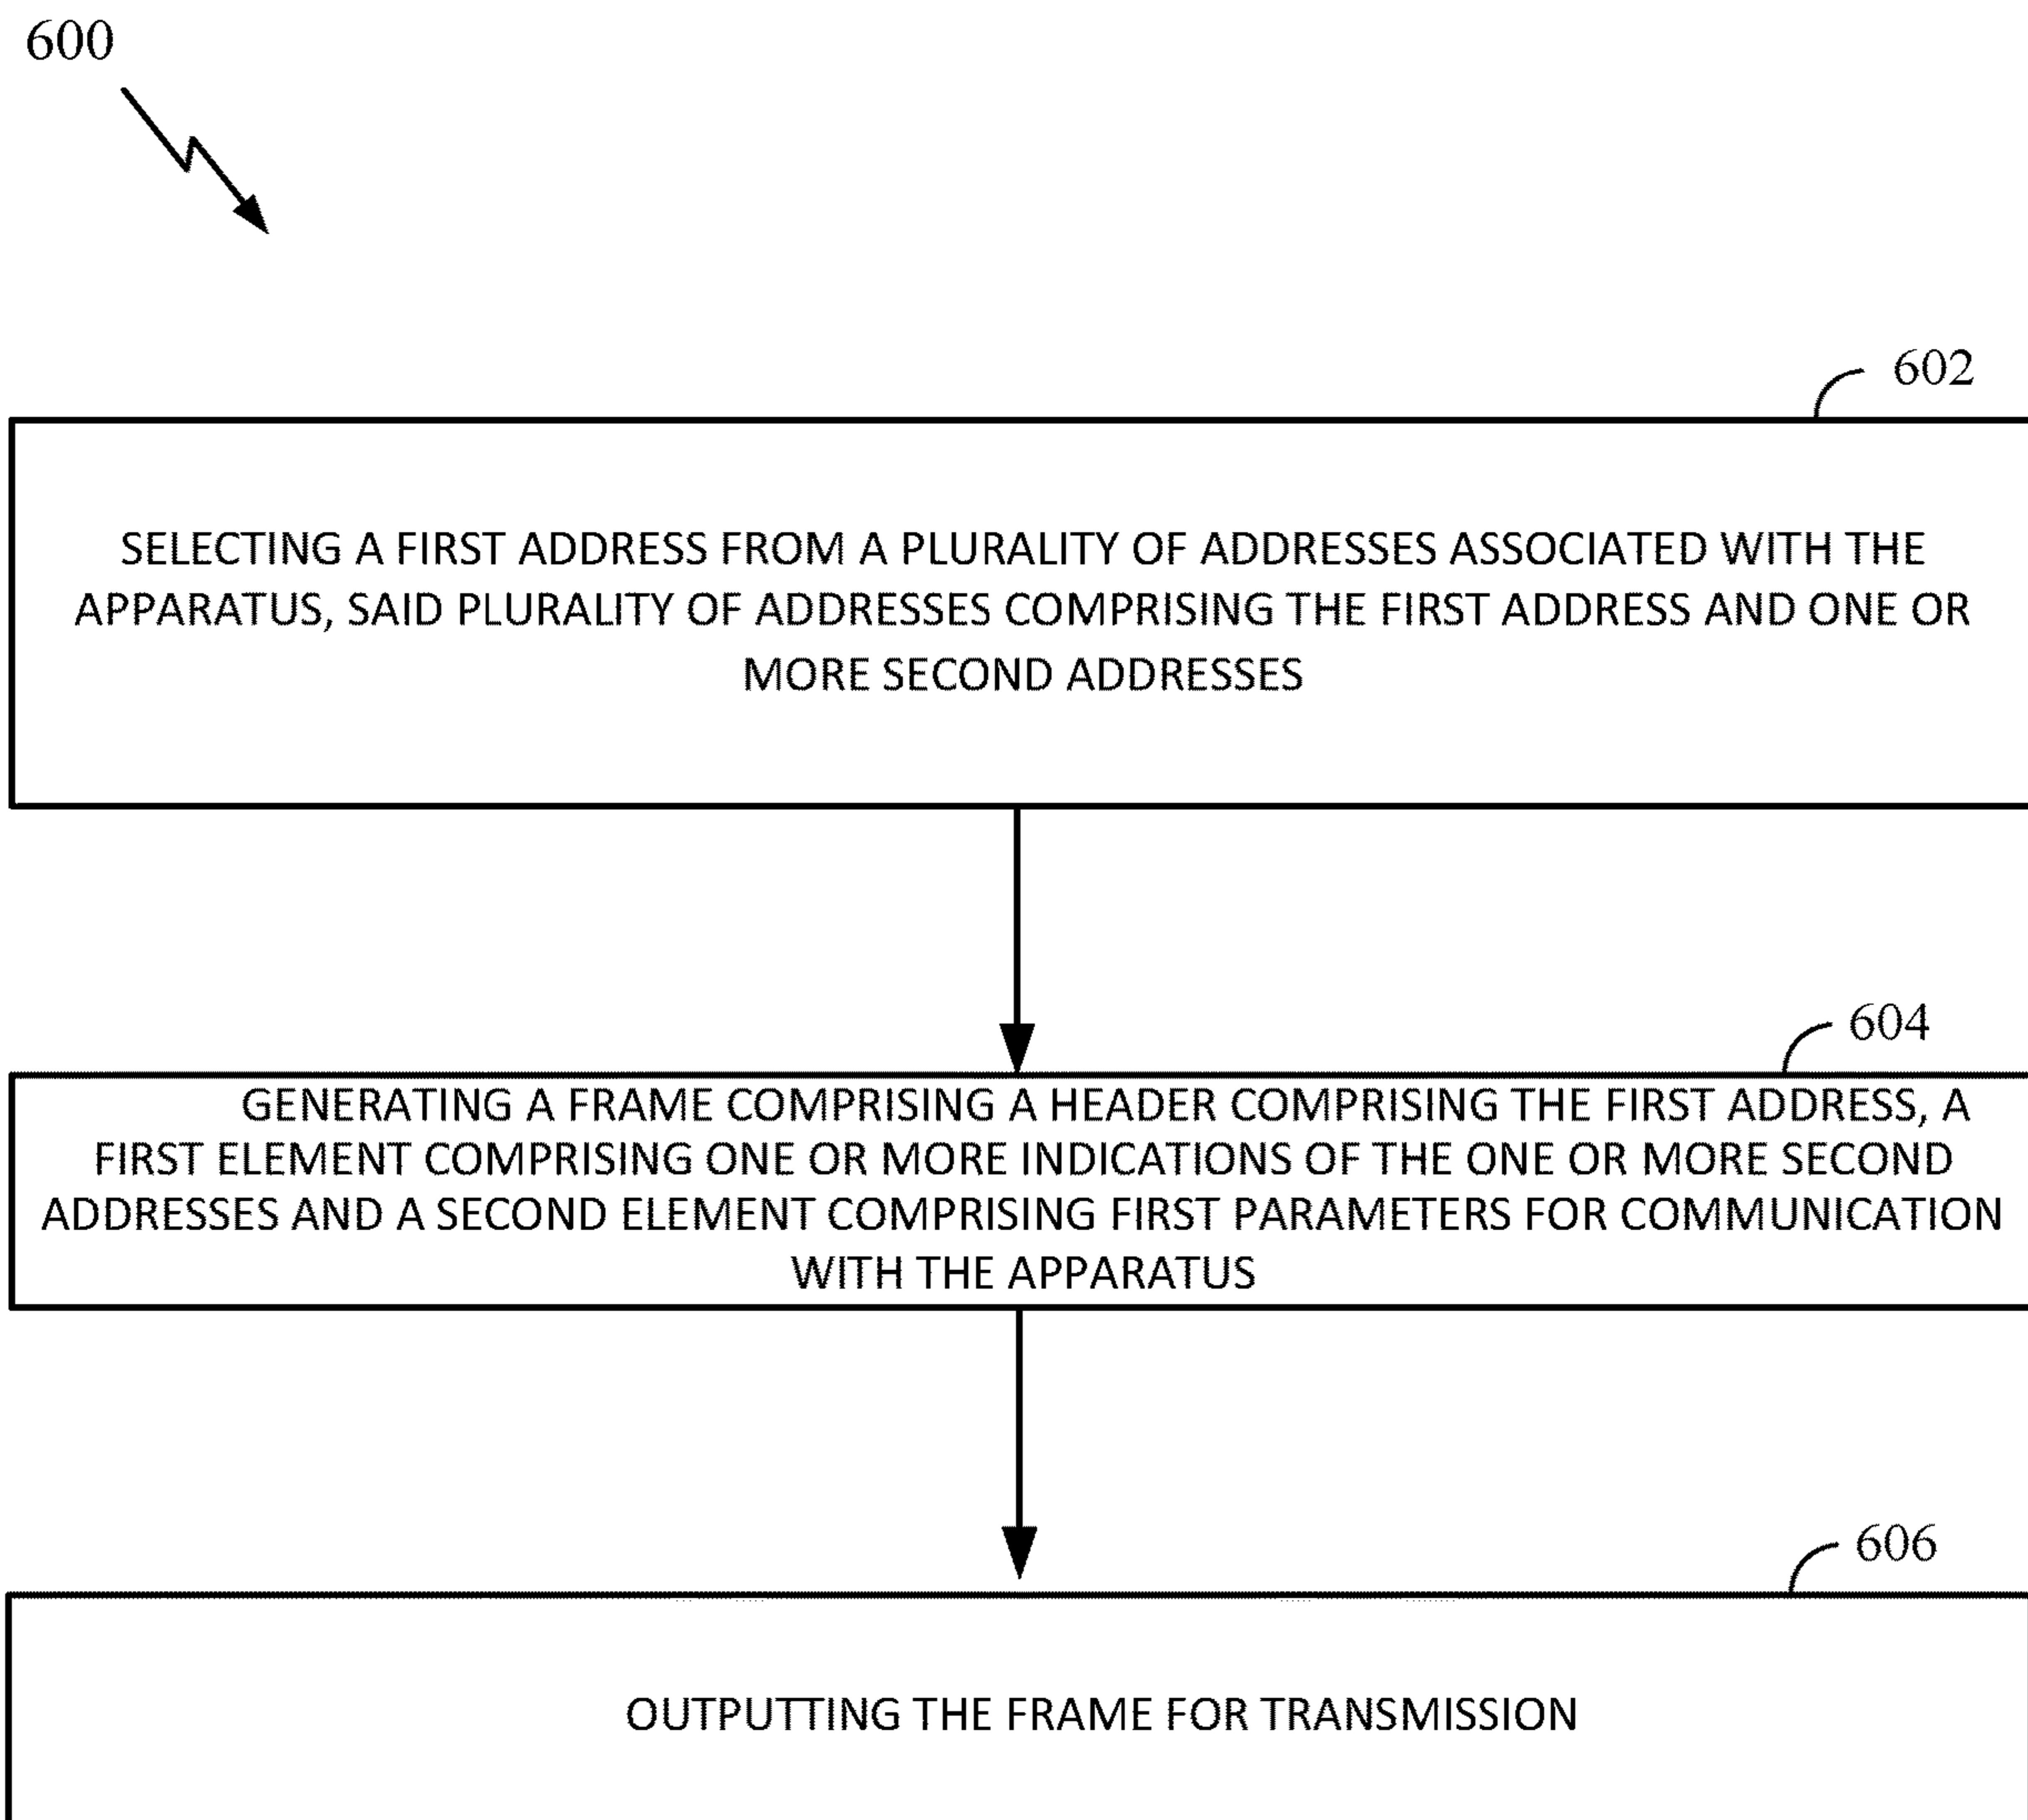 600
602
SELECTING A FIRST ADDRESS FROM A PLURALITY OF ADDRESSES ASSOCIATED WITH THE
APPARATUS, SAID PLURALITY OF ADDRESSES COMPRISING THE FIRST ADDRESS AND ONE OR
MORE SECOND ADDRESSES
604
GENERATING A FRAME COMPRISING A HEADER COMPRISING THE FIRST ADDRESS, A
FIRST ELEMENT COMPRISING ONE OR MORE INDICATIONS OF THE ONE OR MORE SECOND
ADDRESSES AND A SECOND ELEMENT COMPRISING FIRST PARAMETERS FOR COMMUNICATION
WITH THE APPARATUS
606
OUTPUTTING THE FRAME FOR TRANSMISSION